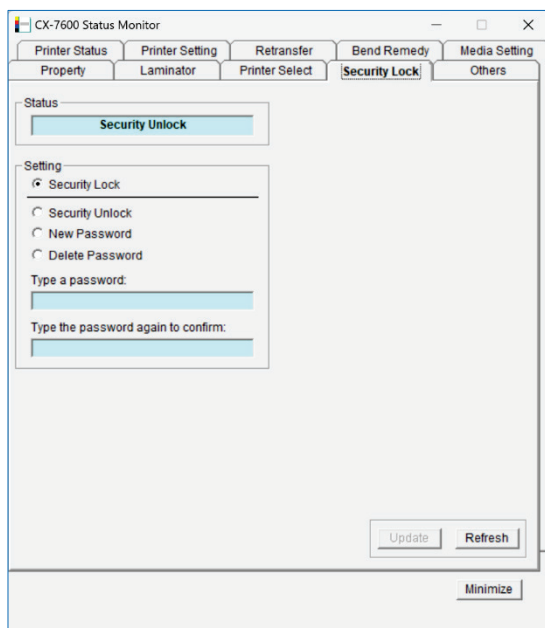 CX-7600 Status Monitor
Printer Status Printer Setting Retransfer Bend Remedy Media Setting
Property Laminator Printer Select Security Lock Others
Status
Security Unlock
Setting
Security Lock
Security Unlock
New Password
Delete Password
Type a password:
Type the password again to confirm:
Update Refresh
Minimize